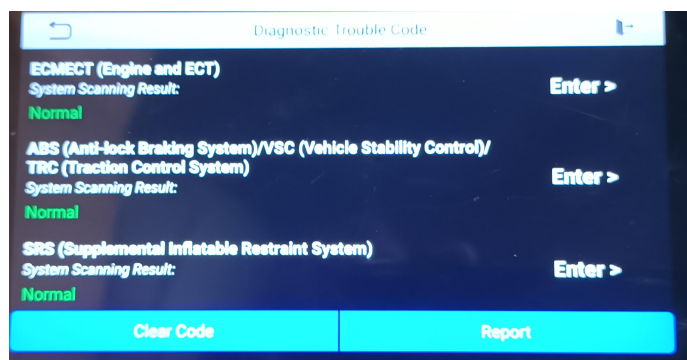 Diagnostic Trouble Code
ECMECT (Engine and ECT)
System Scanning Result:
Enter >
Normal
ABS (Anti-lock Braking System)/VSC (Vehicle Stability Control)/
TRC (Traction Control System)
System Scanning Result:
Enter >
Normal
SRS (Supplemental Inflatable Restraint System)
System Scanning Result:
Enter >
Normal
Clear Code
Report